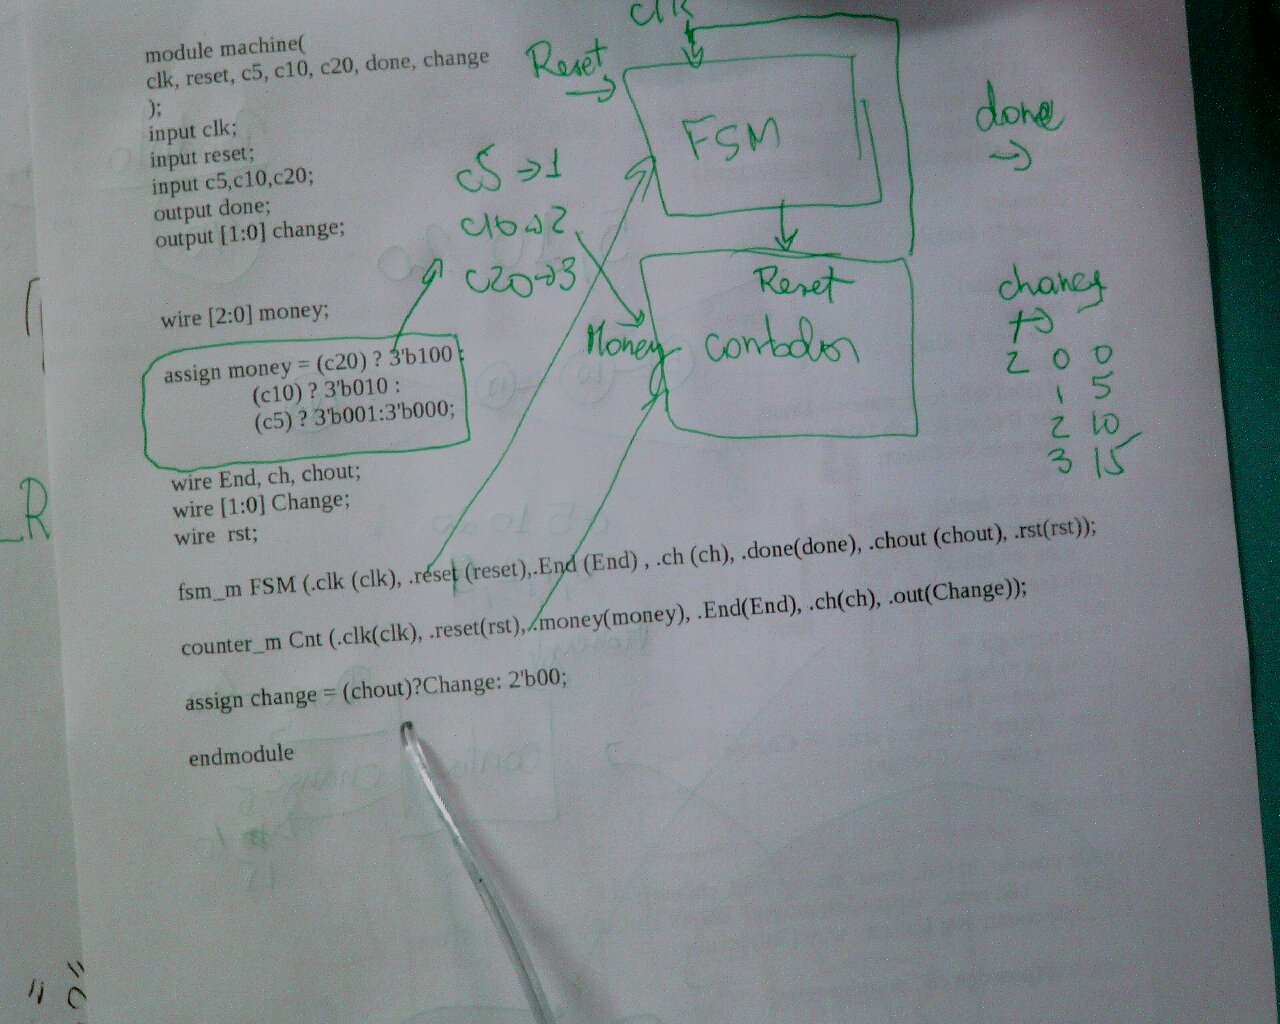 module machine(
clk, reset, c5, c10, c20, done, change
);
input clk;
input reset;
input c5,c10,c20;
output done;
output [1:0] change;
wire [2:0] money;
assign money = (c20) ? 3'b100 :
(c10) ? 3'b010 :
(c5) ? 3'b001:3'b000;
wire End, ch, chout;
wire [1:0] Change;
wire rst;
fsm_m FSM (.clk (clk), .reset (reset),.End (End) , .ch (ch), .done(done), .chout (chout), .rst(rst));
counter_m Cnt (.clk(clk), .reset(rst), .money(money), .End(End), .ch(ch), .out(Change));
assign change = (chout)?Change: 2'b00;
endmodule
clk
Reset
→
FSM
done
→
c5 → 1
c10 → 2
c20 → 3
Reset
Money
contador
change
→
2 0 0
1 5
2 10
3 15
R